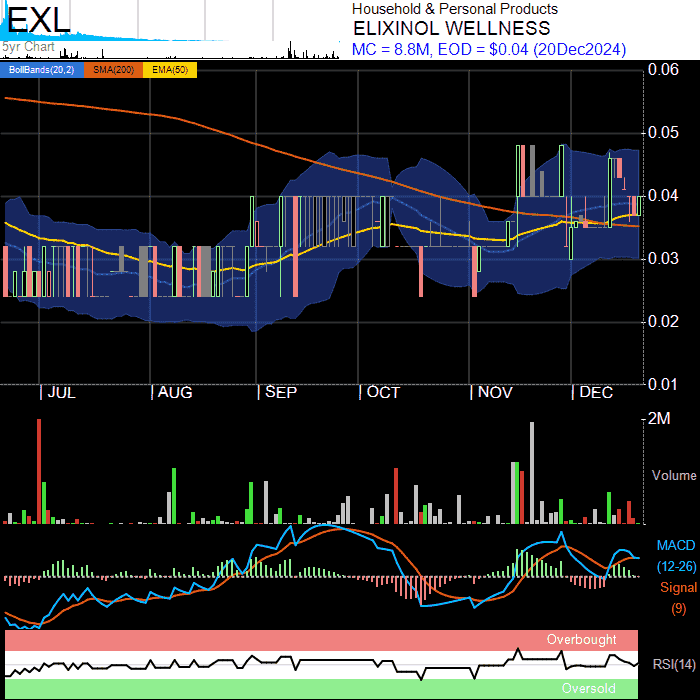 EXL
5yr Chart
Household & Personal Products
ELIXINOL WELLNESS
MC = 8.8M, EOD = $0.04 (20Dec2024)
BollBands(20,2) SMA(200) EMA(50)
0.06
0.05
0.04
0.03
0.02
0.01
JUL AUG SEP OCT NOV DEC
2M
Volume
MACD
(12-26)
Signal
(9)
Overbought
RSI(14)
Oversold